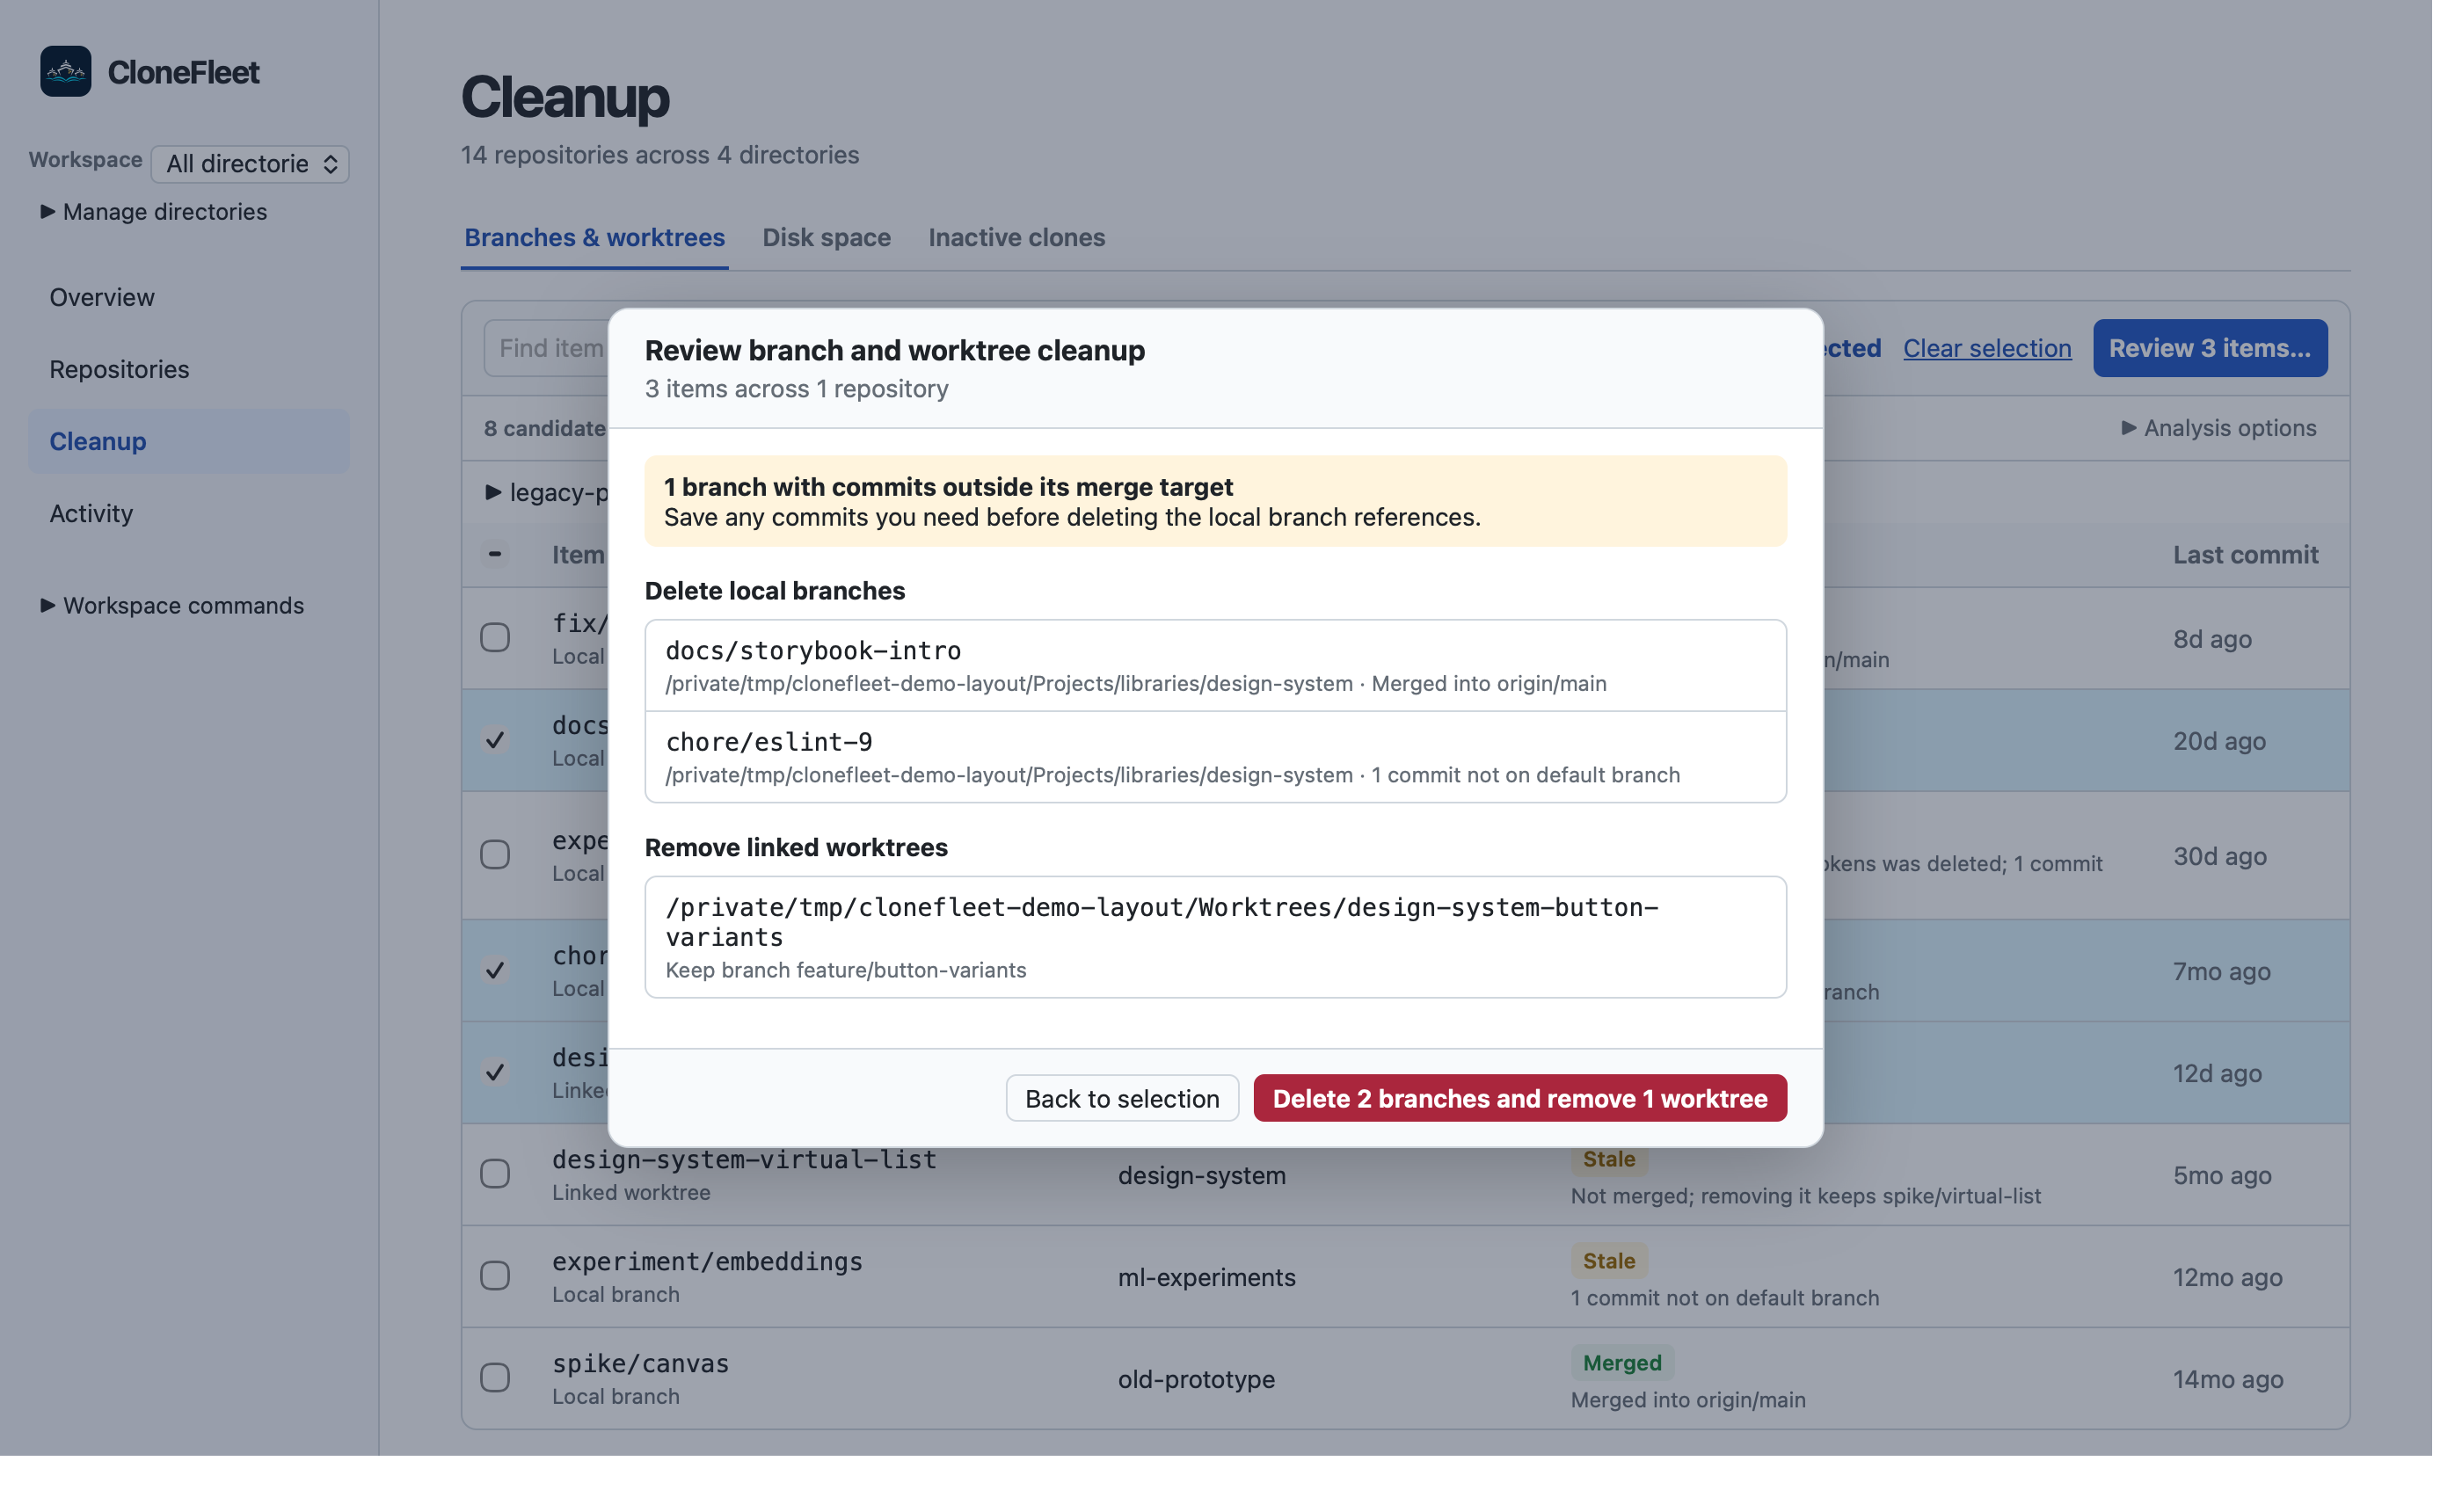 CloneFleet
Workspace
All directorie
Manage directories
Overview
Repositories
Cleanup
Activity
Workspace commands
Cleanup
14 repositories across 4 directories
Branches & worktrees
Disk space
Inactive clones
Find item
Clear selection
Review 3 items...
8 candidate
Analysis options
legacy-p
Item
Last commit
fix/
Local
n/main
8d ago
docs
Local
20d ago
expe
Local
okens was deleted; 1 commit
30d ago
chor
Local
ranch
7mo ago
desi
Linke
12d ago
Review branch and worktree cleanup
3 items across 1 repository
1 branch with commits outside its merge target
Save any commits you need before deleting the local branch references.
Delete local branches
docs/storybook-intro
/private/tmp/clonefleet-demo-layout/Projects/libraries/design-system · Merged into origin/main
chore/eslint-9
/private/tmp/clonefleet-demo-layout/Projects/libraries/design-system · 1 commit not on default branch
Remove linked worktrees
/private/tmp/clonefleet-demo-layout/Worktrees/design-system-button-
variants
Keep branch feature/button-variants
Back to selection
Delete 2 branches and remove 1 worktree
design-system-virtual-list
Linked worktree
design-system
Stale
Not merged; removing it keeps spike/virtual-list
5mo ago
experiment/embeddings
Local branch
ml-experiments
Stale
1 commit not on default branch
12mo ago
spike/canvas
Local branch
old-prototype
Merged
Merged into origin/main
14mo ago